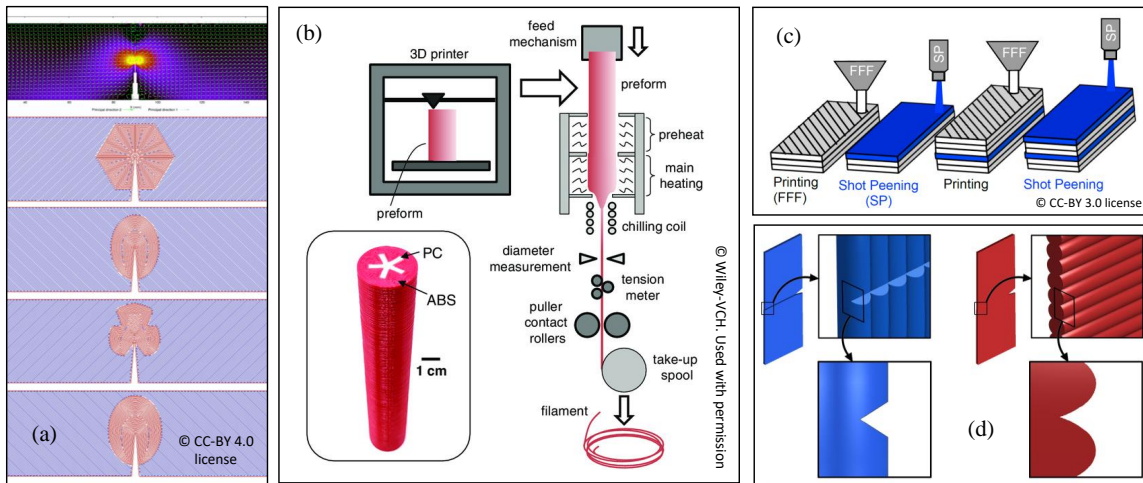 (a)
© CC-BY 4.0
license
(b)
3D printer
preform
feed
mechanism
preform
preheat
main
heating
chilling coil
diameter
measurement
tension
meter
puller
contact
rollers
take-up
spool
filament
PC
ABS
1 cm
© Wiley-VCH. Used with permission
(c)
FFF
SP
FFF
SP
Printing
(FFF)
Shot Peening
(SP)
Printing
Shot Peening
© CC-BY 3.0 license
(d)